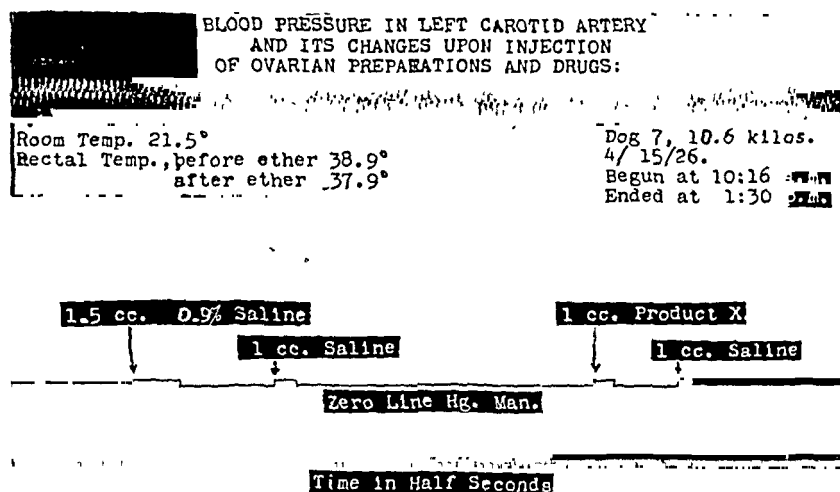 BLOOD PRESSURE IN LEFT CAROTID ARTERY
AND ITS CHANGES UPON INJECTION
OF OVARIAN PREPARATIONS AND DRUGS:
Room Temp. 21.5°
Rectal Temp., before ether 38.9°
after ether 37.9°
Dog 7, 10.6 kilos.
4/ 15/26.
Begun at 10:16
Ended at 1:30
1.5 cc. 0.9% Saline
1 cc. Product X
1 cc. Saline
1 cc. Saline
Zero Line Hg. Man.
Time in Half Seconds